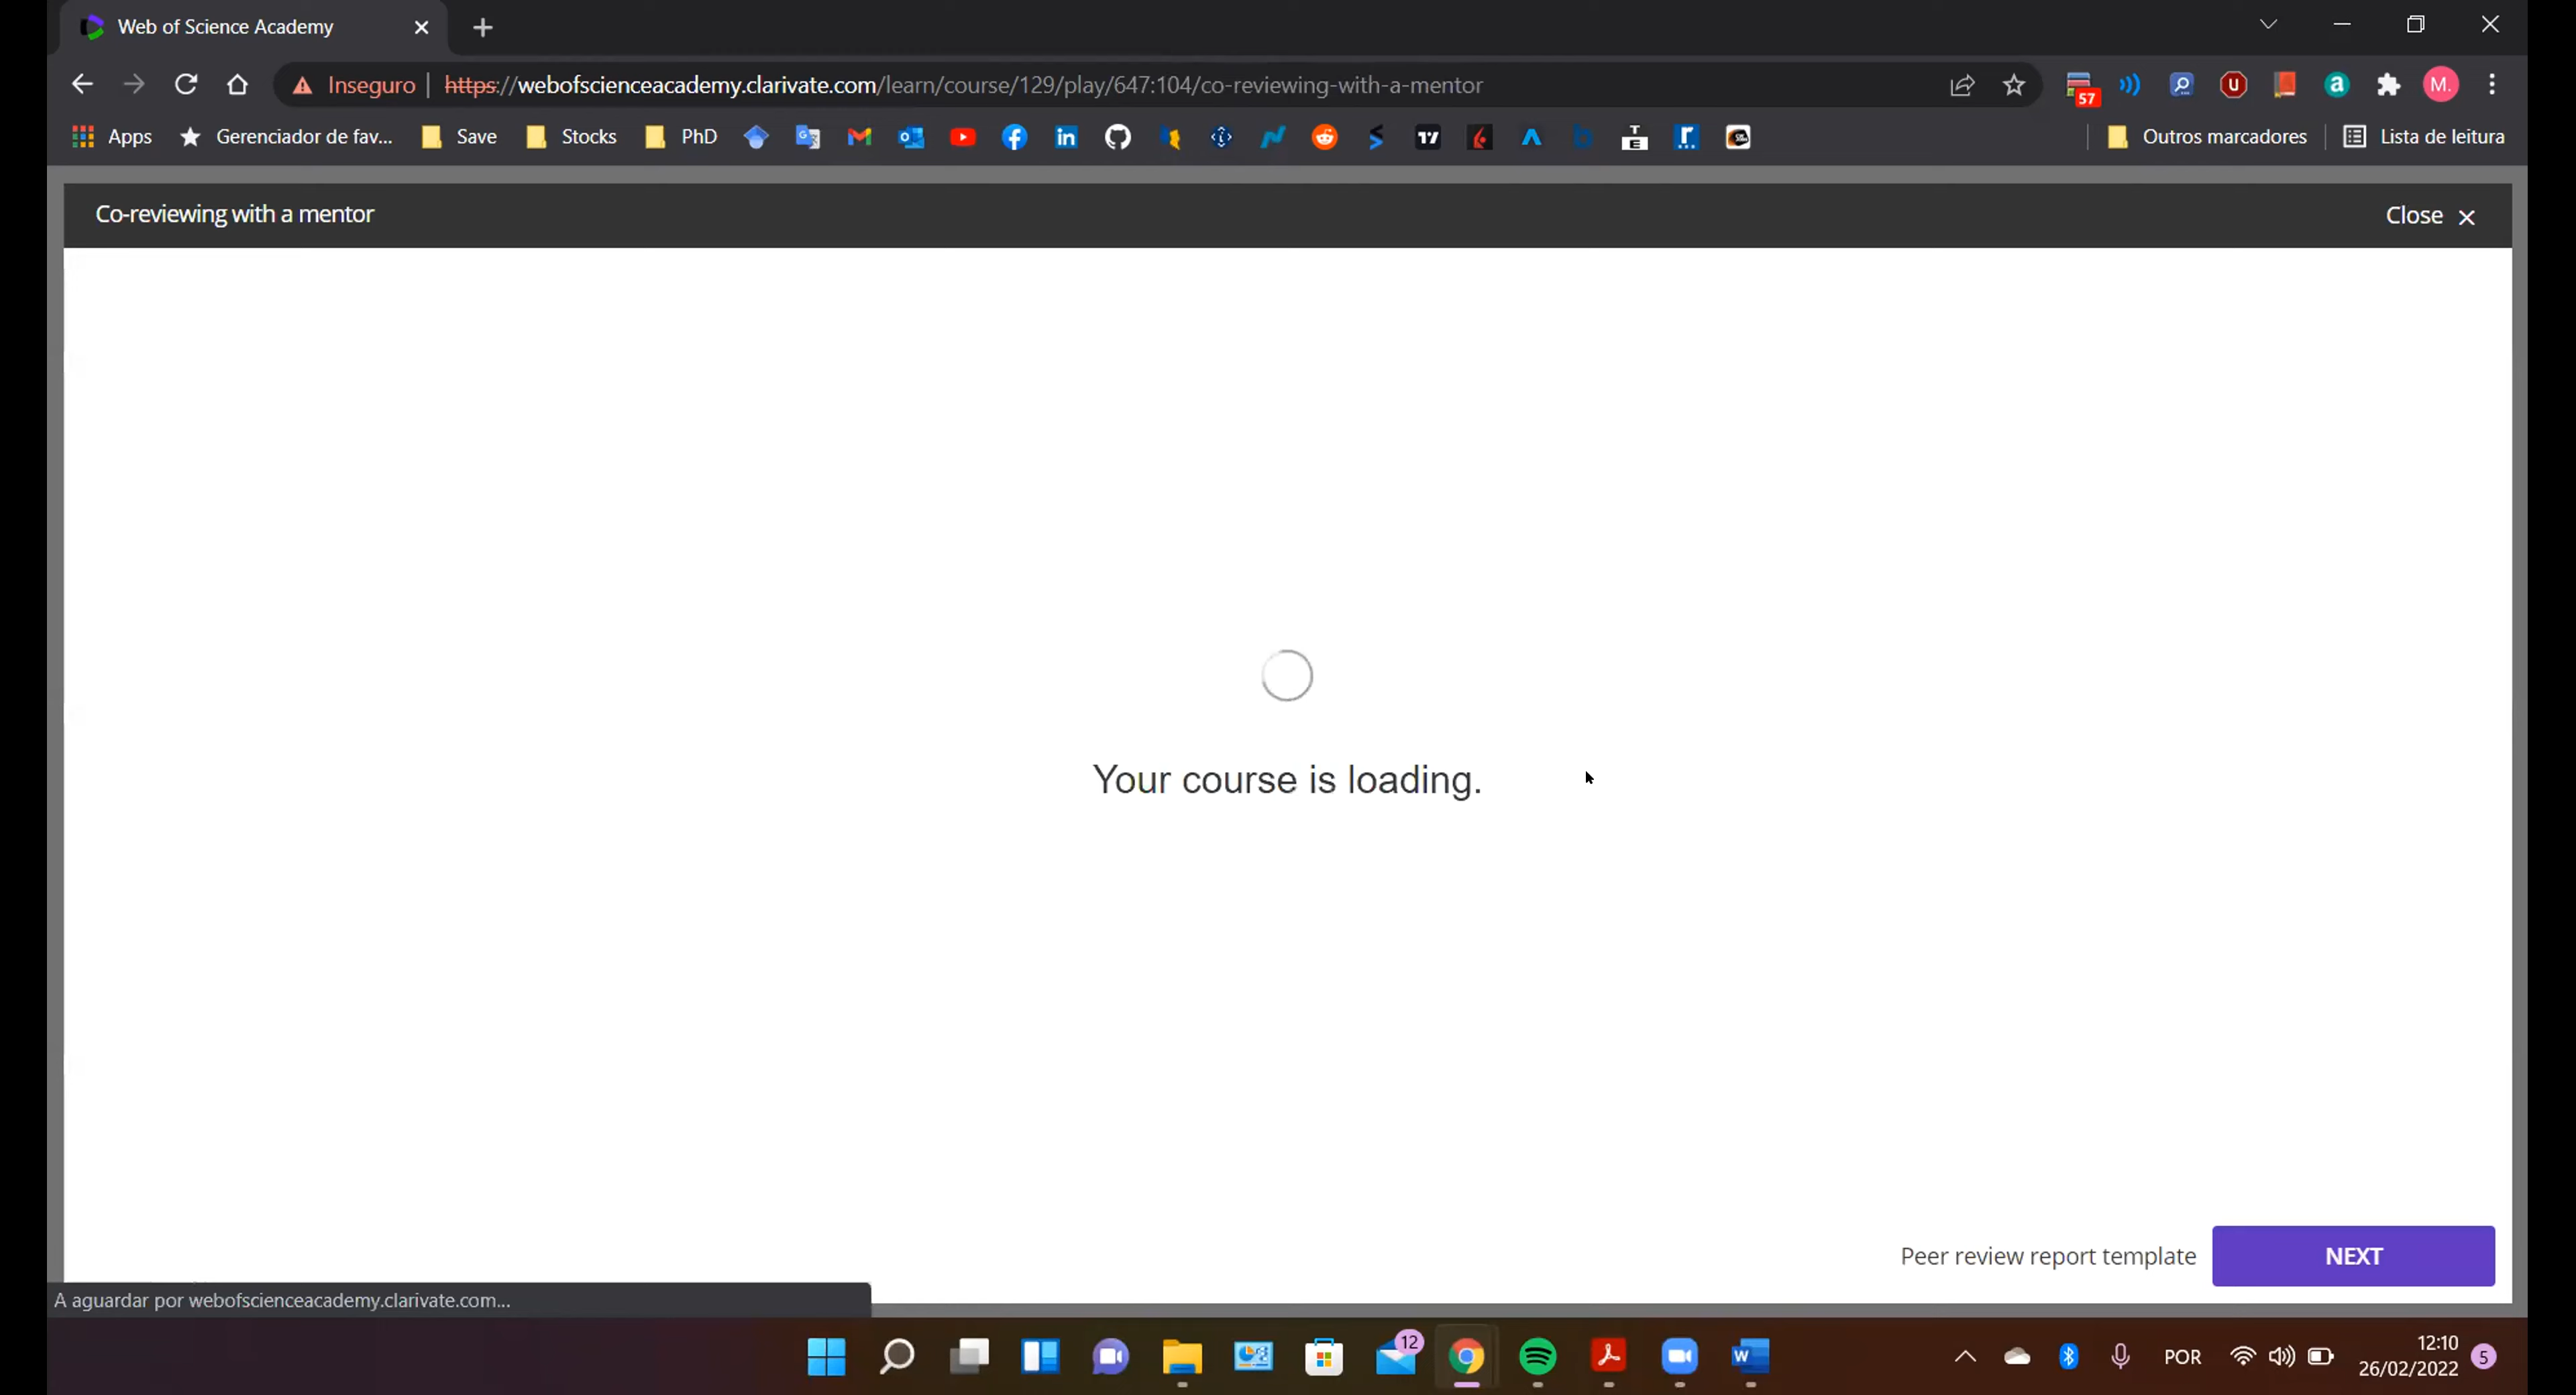 Web of Science Academy
Inseguro | https://webofscienceacademy.clarivate.com/learn/course/129/play/647:104/co-reviewing-with-a-mentor
57
M.
Apps Gerenciador de fav... Save Stocks PhD Outros marcadores Lista de leitura
Co-reviewing with a mentor Close
Your course is loading.
Peer review report template NEXT
A aguardar por webofscienceacademy.clarivate.com...
12
POR
12:10
26/02/2022
5